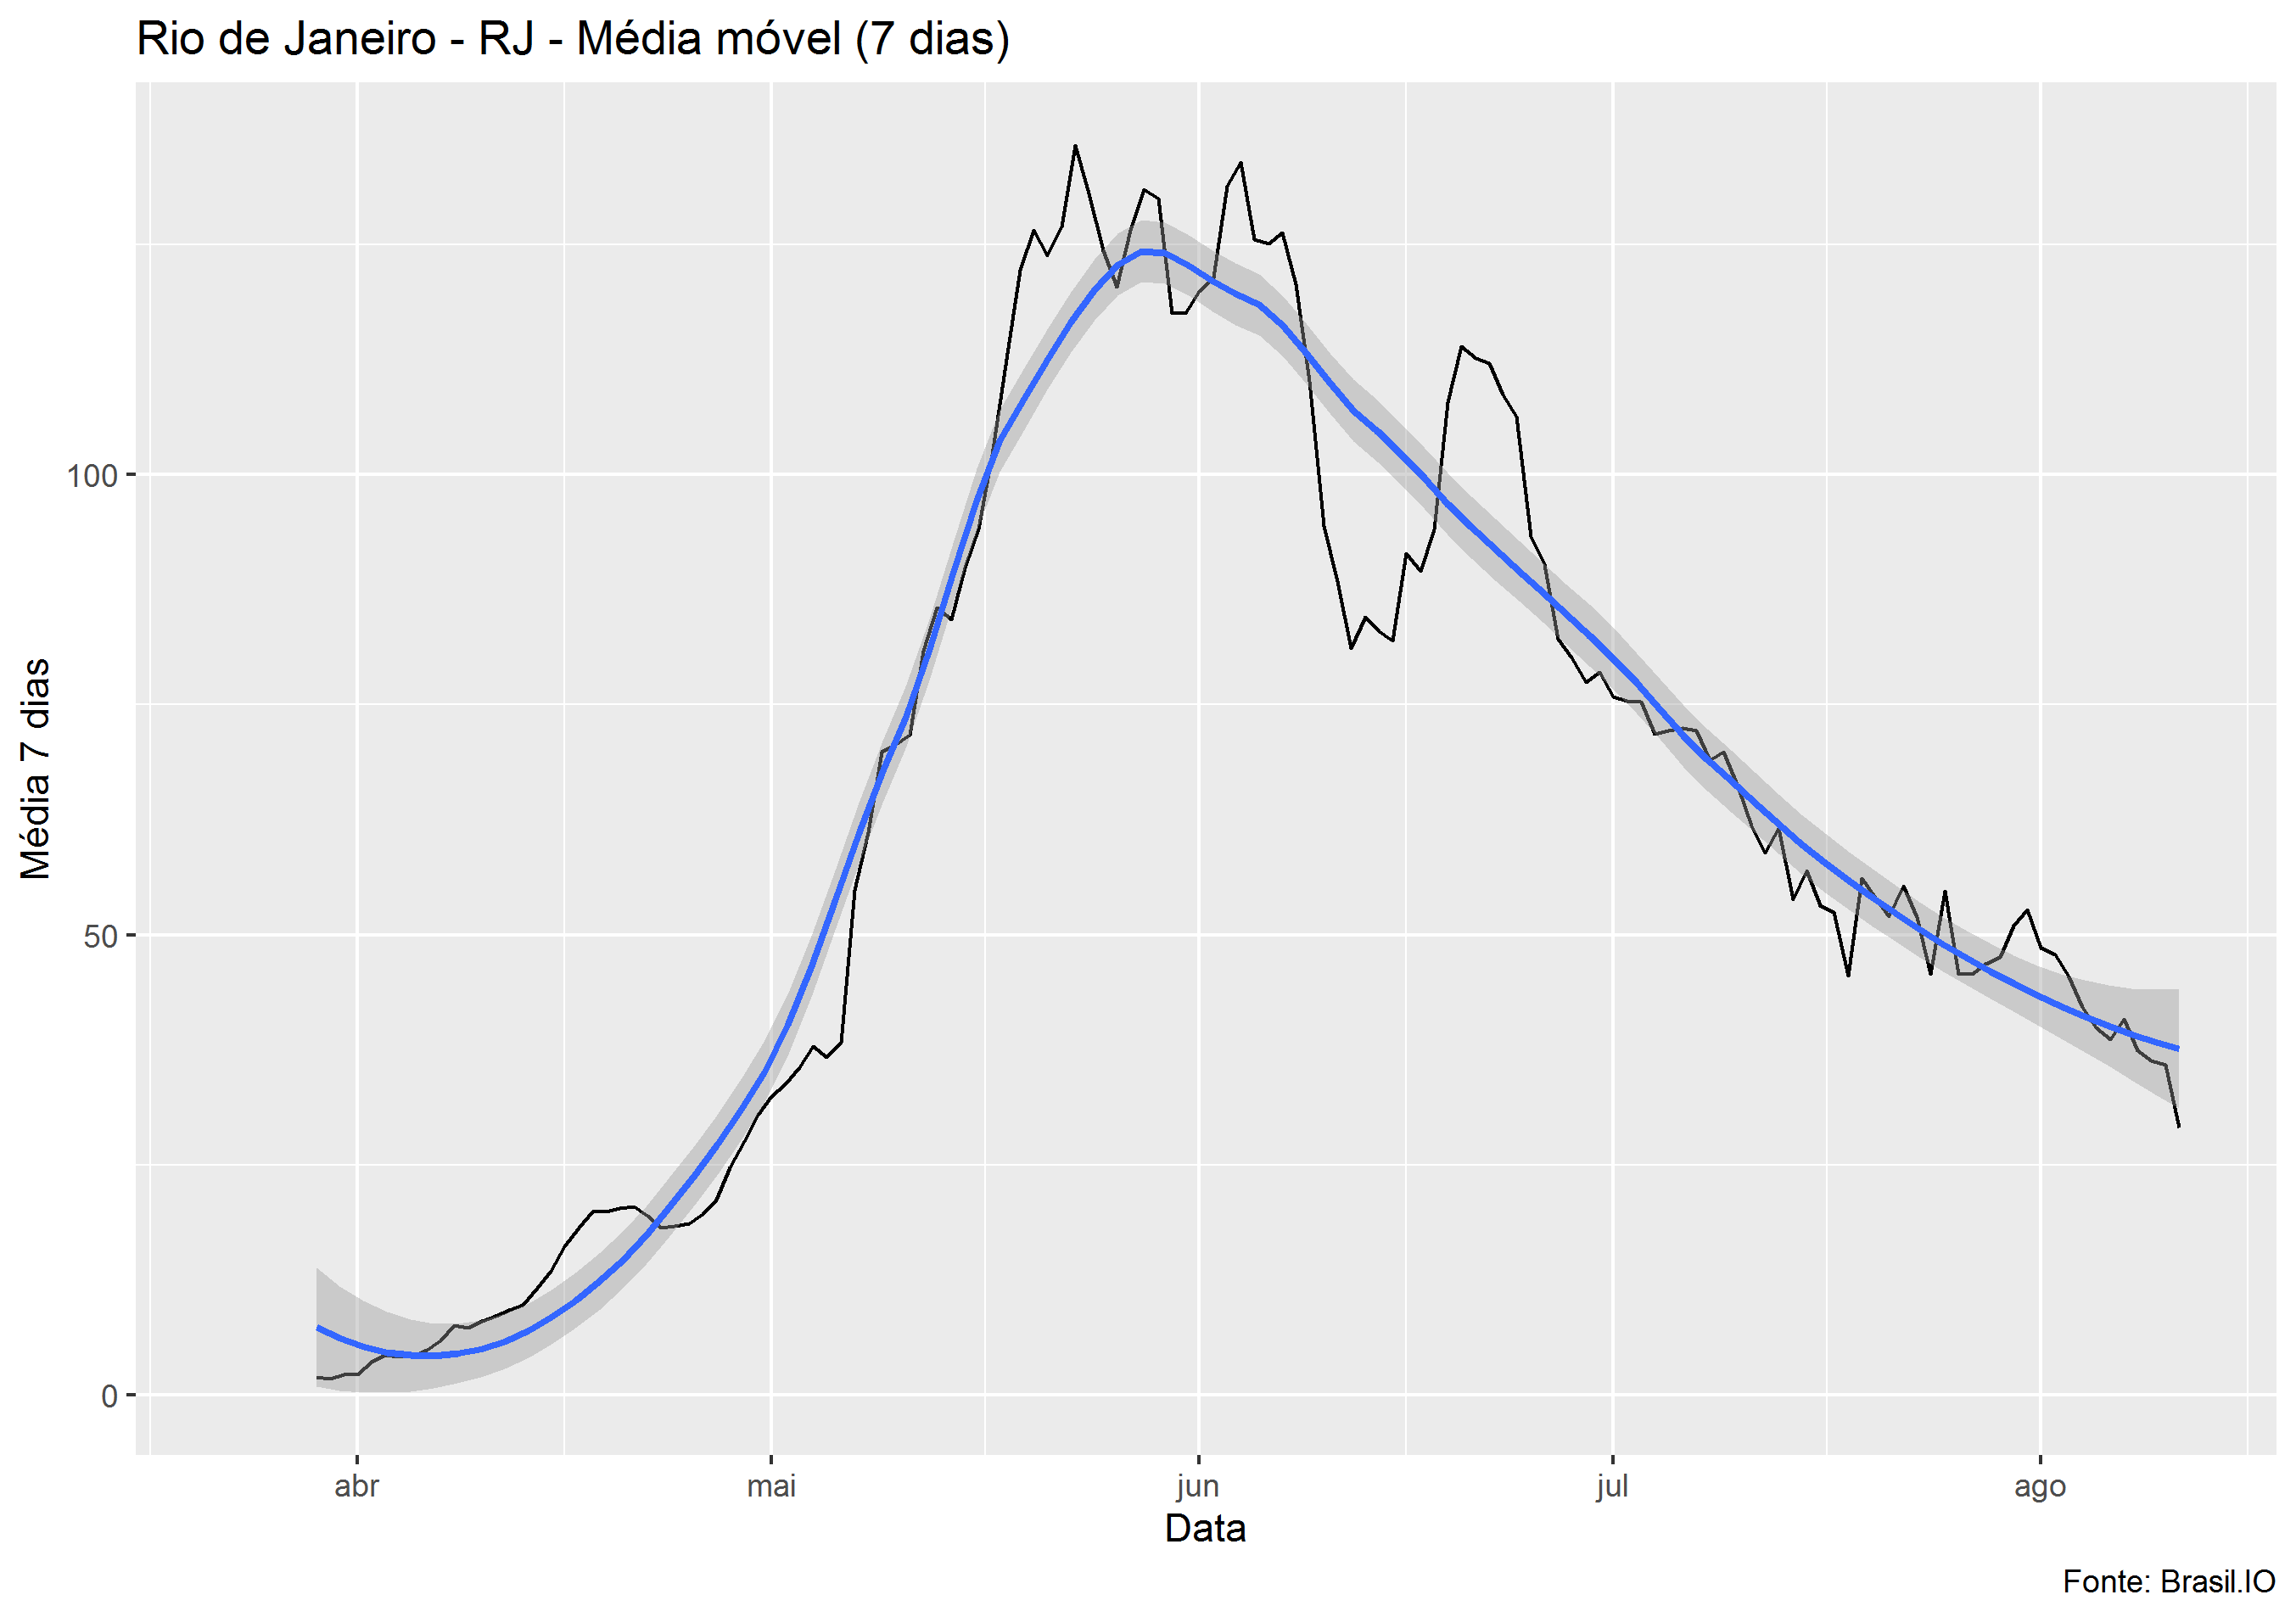 Rio de Janeiro - RJ - Média móvel (7 dias)
Média 7 dias
100
50
0
abr mai jun jul ago
Data
Fonte: Brasil.IO